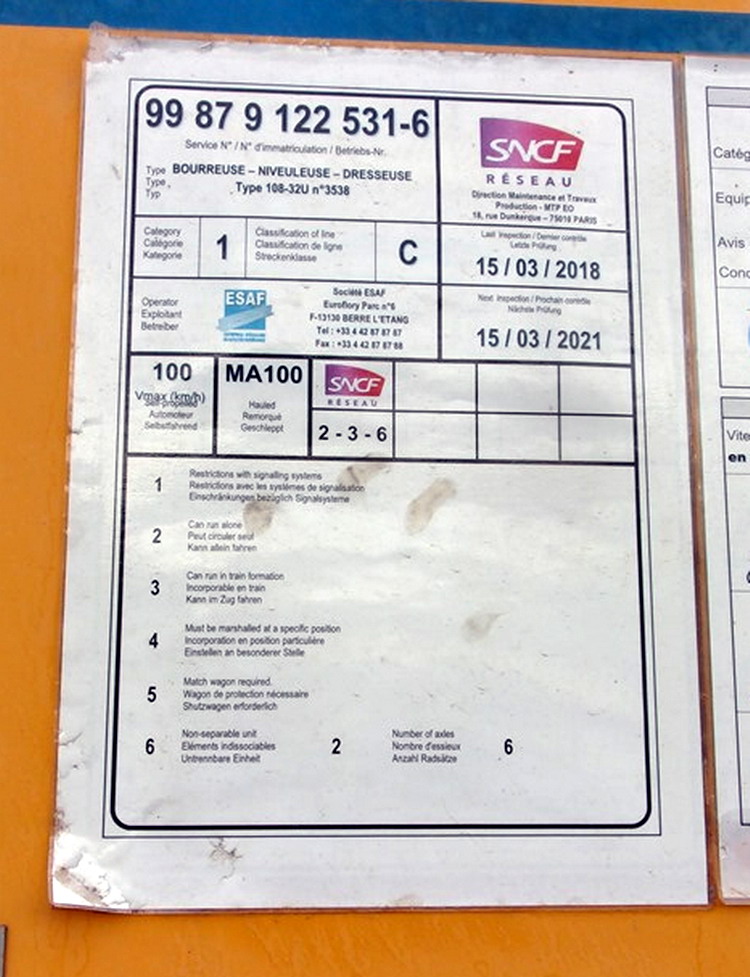 99 87 9 122 531-6
Service N° / N° d'immatriculation / Betriebs-Nr.
Type BOURREUSE – NIVEULEUSE – DRESSEUSE
Type Type 108-32U n°3538
Typ
SNCF
RÉSEAU
Direction Maintenance et Travaux
Production - MTP EO
18, rue Dunkerque – 75010 PARIS
Category
Catégorie
Kategorie
1
Classification of line
Classification de ligne
Streckenklasse
C
Last Inspection / Dernier contrôle
Letzte Prüfung
15 / 03 / 2018
Operator
Exploitant
Betreiber
ESAF
Société ESAF
Euroflory Parc n°6
F-13130 BERRE L'ETANG
Tel : +33 4 42 87 87 87
Fax : +33 4 42 87 87 88
Next Inspection / Prochain contrôle
Nächste Prüfung
15 / 03 / 2021
100
Vmax (km/h)
Self-propelled
Automoteur
Selbstfahrend
MA100
Hauled
Remorqué
Geschleppt
SNCF
RÉSEAU
2 - 3 - 6
1
Restrictions with signalling systems
Restrictions avec les systèmes de signalisation
Einschränkungen bezüglich Signalsysteme
2
Can run alone
Peut circuler seul
Kann allein fahren
3
Can run in train formation
Incorporable en train
Kann im Zug fahren
4
Must be marshalled at a specific position
Incorporation en position particulière
Einstellen an besonderer Stelle
5
Match wagon required.
Wagon de protection nécessaire
Shutzwagen erforderlich
6
Non-separable unit
Eléments indissociables
Untrennbare Einheit
2
Number of axles
Nombre d'essieux
Anzahl Radsätze
6
Catég
Equip
Avis
Conc
Vite
en